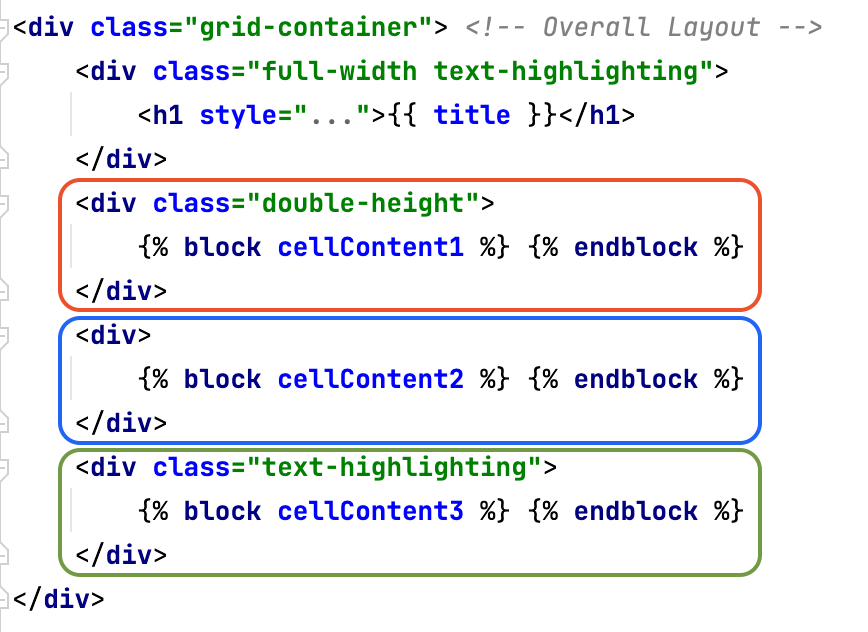 <div class="grid-container"> <!-- Overall Layout -->
    <div class="full-width text-highlighting">
        <h1 style="...">{{ title }}</h1>
    </div>
    <div class="double-height">
        {% block cellContent1 %} {% endblock %}
    </div>
    <div>
        {% block cellContent2 %} {% endblock %}
    </div>
    <div class="text-highlighting">
        {% block cellContent3 %} {% endblock %}
    </div>
</div>